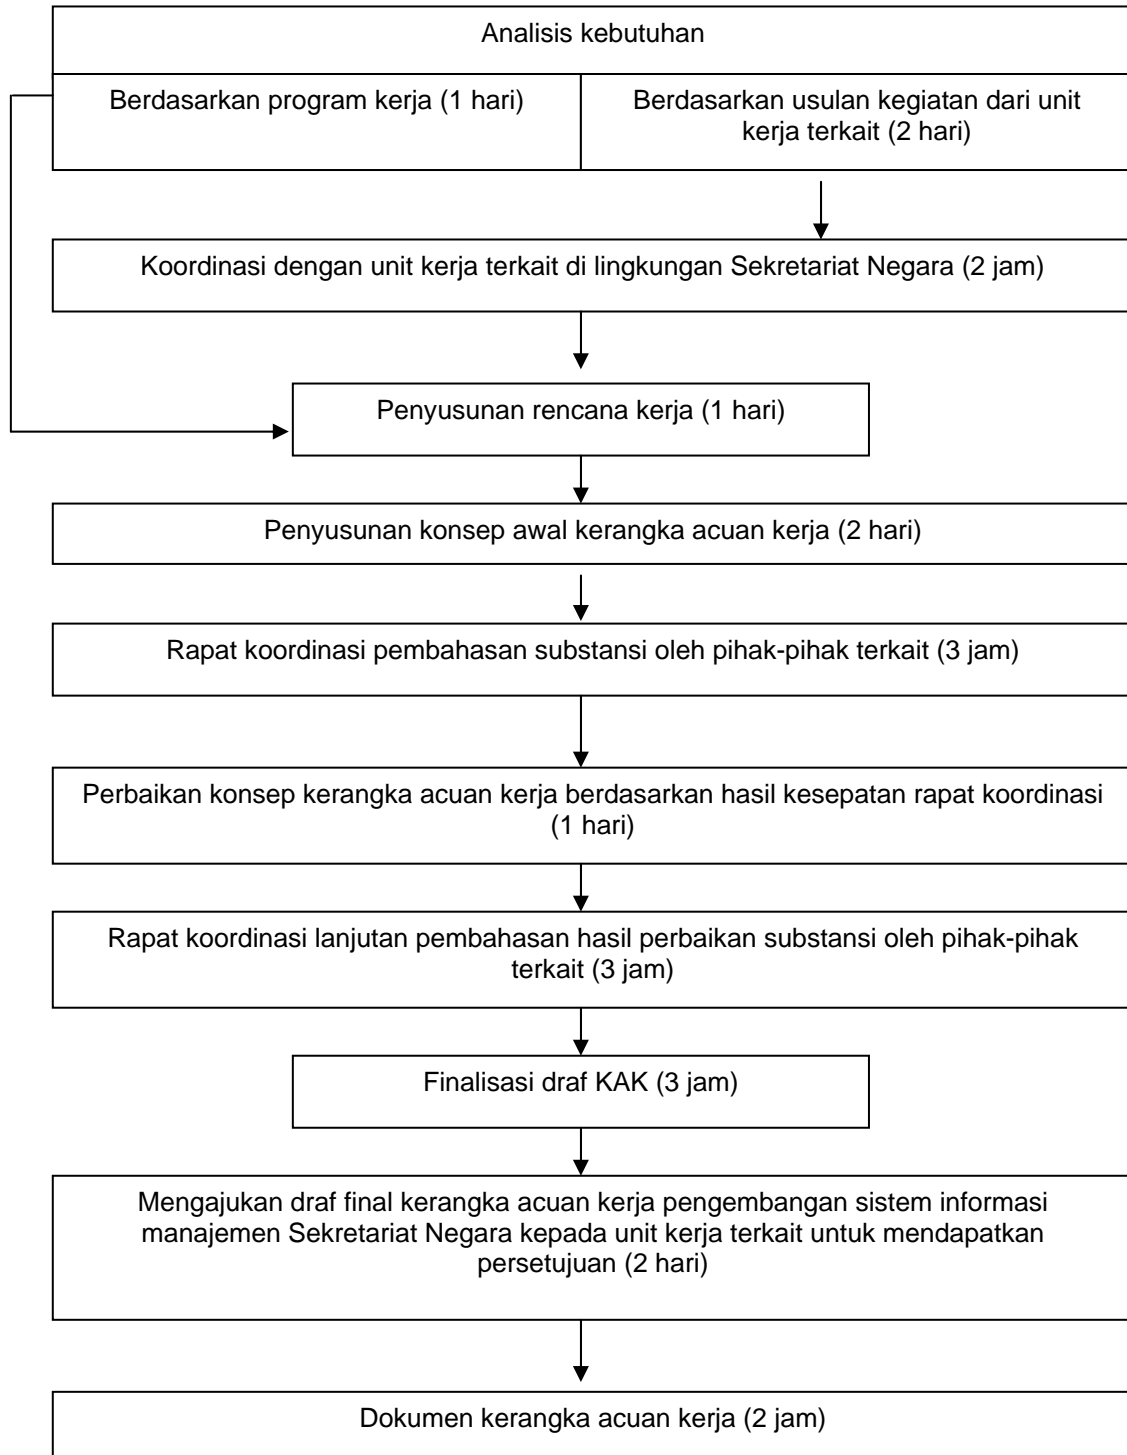 Analisis kebutuhan
Berdasarkan program kerja (1 hari)
Berdasarkan usulan kegiatan dari unit
kerja terkait (2 hari)
Koordinasi dengan unit kerja terkait di lingkungan Sekretariat Negara (2 jam)
Penyusunan rencana kerja (1 hari)
Penyusunan konsep awal kerangka acuan kerja (2 hari)
Rapat koordinasi pembahasan substansi oleh pihak-pihak terkait (3 jam)
Perbaikan konsep kerangka acuan kerja berdasarkan hasil kesepatan rapat koordinasi
(1 hari)
Rapat koordinasi lanjutan pembahasan hasil perbaikan substansi oleh pihak-pihak
terkait (3 jam)
Finalisasi draf KAK (3 jam)
Mengajukan draf final kerangka acuan kerja pengembangan sistem informasi
manajemen Sekretariat Negara kepada unit kerja terkait untuk mendapatkan
persetujuan (2 hari)
Dokumen kerangka acuan kerja (2 jam)